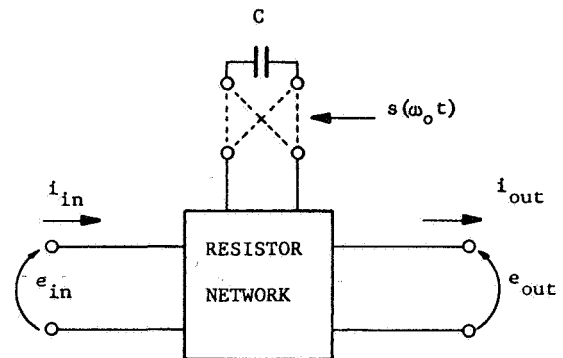 C
s(ω₀t)
i_in
i_out
RESISTOR
NETWORK
e_in
e_out